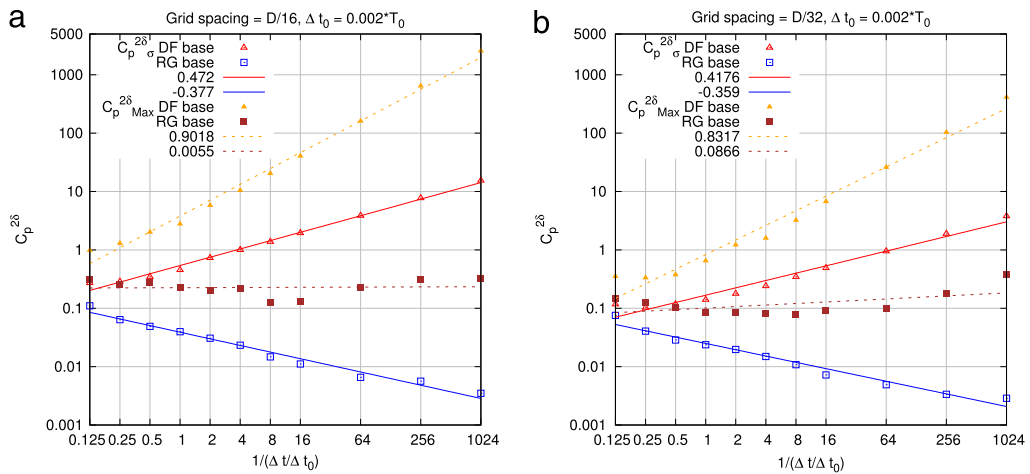 a
Grid spacing = D/16, Δ t0 = 0.002*T0
Cp2δσ DF base
RG base
0.472
-0.377
Cp2δMax DF base
RG base
0.9018
0.0055
5000
1000
100
10
1
0.1
0.01
0.001
Cp2δ
0.125 0.25 0.5 1 2 4 8 16 64 256 1024
1/(Δ t/Δ t0)
b
Grid spacing = D/32, Δ t0 = 0.002*T0
Cp2δσ DF base
RG base
0.4176
-0.359
Cp2δMax DF base
RG base
0.8317
0.0866
5000
1000
100
10
1
0.1
0.01
0.001
Cp2δ
0.125 0.25 0.5 1 2 4 8 16 64 256 1024
1/(Δ t/Δ t0)